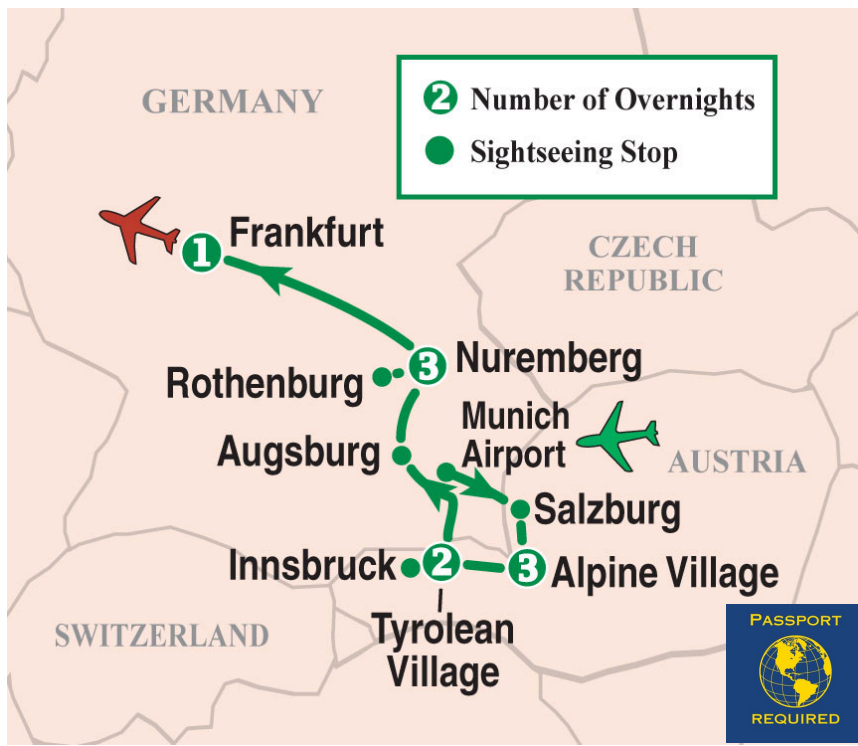 GERMANY
2 Number of Overnights
Sightseeing Stop
1
Frankfurt
CZECH
REPUBLIC
3
Nuremberg
Rothenburg
Munich
Airport
Augsburg
AUSTRIA
Salzburg
Innsbruck
2
3
Alpine Village
Tyrolean
Village
SWITZERLAND
PASSPORT
REQUIRED